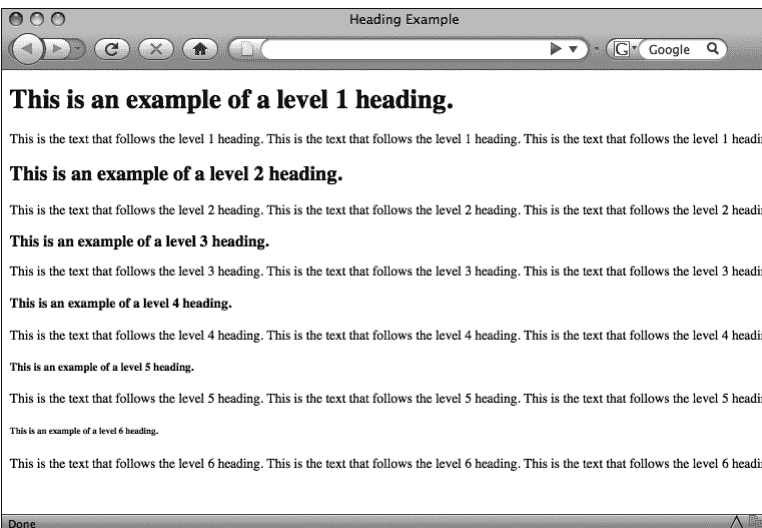 Heading Example
G Google
This is an example of a level 1 heading.
This is the text that follows the level 1 heading. This is the text that follows the level 1 heading. This is the text that follows the level 1 headi
This is an example of a level 2 heading.
This is the text that follows the level 2 heading. This is the text that follows the level 2 heading. This is the text that follows the level 2 headi
This is an example of a level 3 heading.
This is the text that follows the level 3 heading. This is the text that follows the level 3 heading. This is the text that follows the level 3 headi
This is an example of a level 4 heading.
This is the text that follows the level 4 heading. This is the text that follows the level 4 heading. This is the text that follows the level 4 headi
This is an example of a level 5 heading.
This is the text that follows the level 5 heading. This is the text that follows the level 5 heading. This is the text that follows the level 5 headi
This is an example of a level 6 heading.
This is the text that follows the level 6 heading. This is the text that follows the level 6 heading. This is the text that follows the level 6 headi
Done